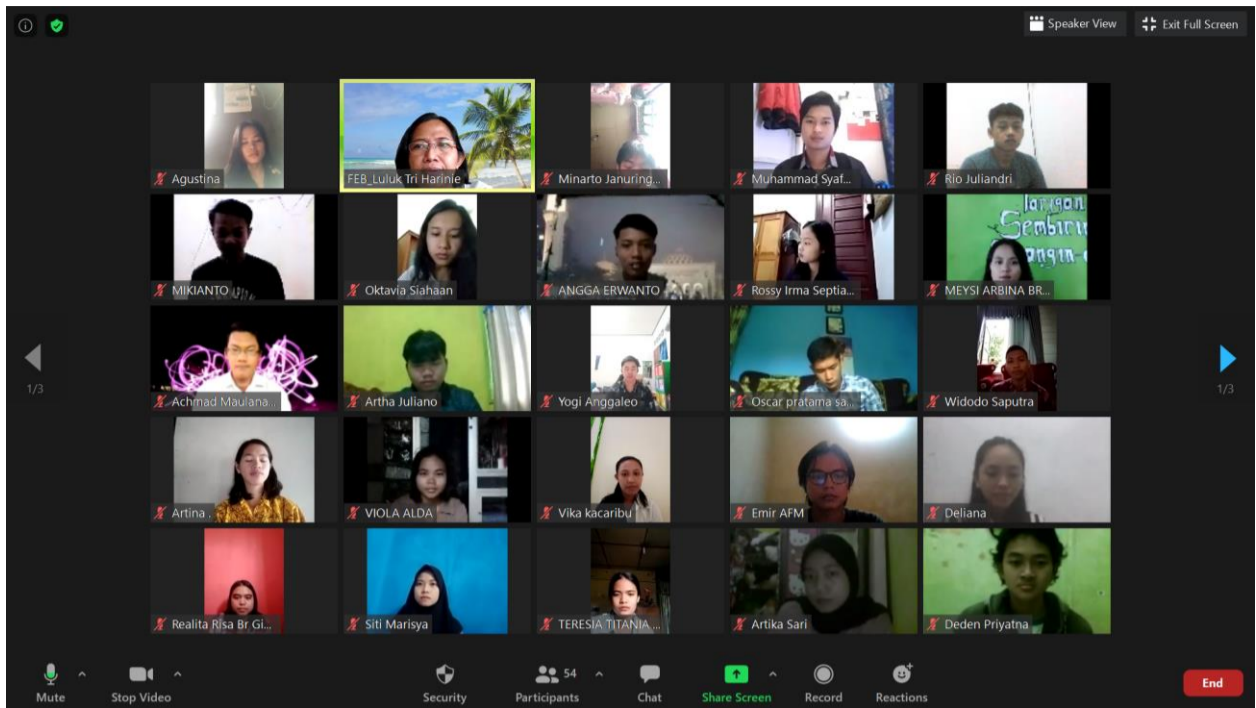 Speaker View
Exit Full Screen
Agustina
FEB_Luluk Tri Harinie
Minarto Januring...
Muhammad Syaf...
Rio Juliandri
MIKIANTO
Oktavia Siahaan
ANGGA ERWANTO
Rossy Irma Septia...
Sembiri
MEYSI ARBINA BR...
Achmad Maulana...
Artha Juliano
Yogi Anggaleo
Oscar pratama sa...
Widodo Saputra
1/3
1/3
Artina .
VIOLA ALDA
Vika kacaribu
Emir AFM
Deliana
Realita Risa Br Gi...
Siti Marisya
TERESIA TITANIA ...
Artika Sari
Deden Priyatna
54
Mute
Stop Video
Security
Participants
Chat
Share Screen
Record
Reactions
End